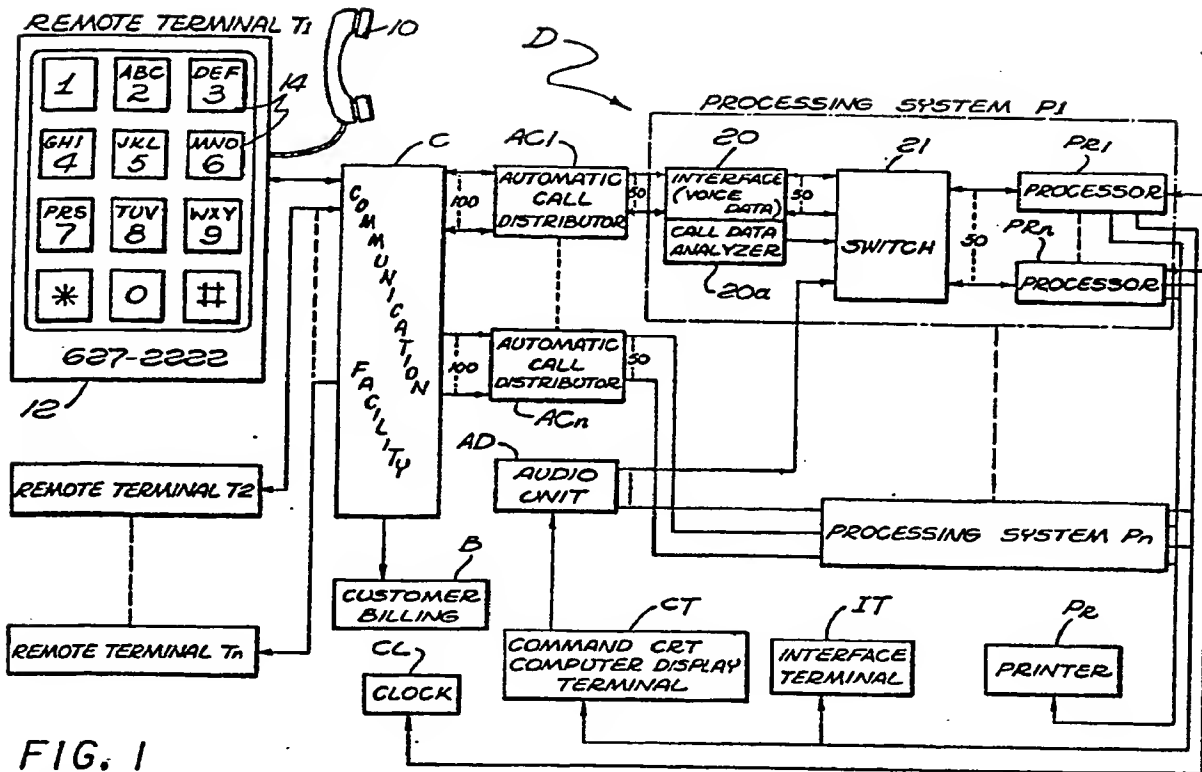 REMOTE TERMINAL T1
10
1
ABC
2
DEF
3
14
GHI
4
JKL
5
MNO
6
PRS
7
TUV
8
WXY
9
*
0
#
627-2222
12
REMOTE TERMINAL T2
REMOTE TERMINAL Tn
C
COMMUNICATION
FACILITY
B
CUSTOMER
BILLING
CL
CLOCK
100
AC1
AUTOMATIC
CALL
DISTRIBUTOR
50
100
AUTOMATIC
CALL
DISTRIBUTOR
50
ACn
AD
AUDIO
UNIT
D
PROCESSING SYSTEM P1
20
INTERFACE
(VOICE
DATA)
CALL DATA
ANALYZER
20a
50
21
SWITCH
50
PR1
PROCESSOR
PRn
PROCESSOR
PROCESSING SYSTEM Pn
CT
COMMAND CRT
COMPUTER DISPLAY
TERMINAL
IT
INTERFACE
TERMINAL
PR
PRINTER
FIG. 1